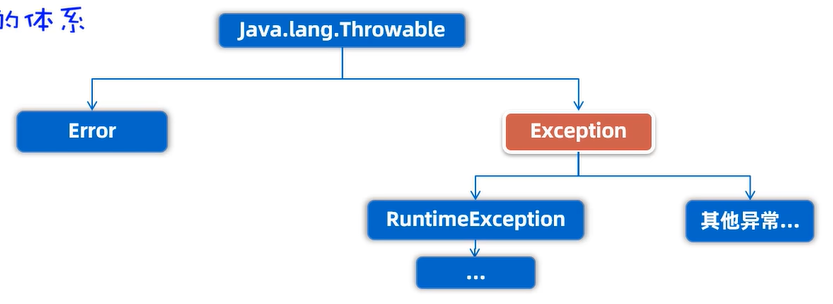 的体系
Java.lang.Throwable
Error
Exception
RuntimeException
其他异常...
...